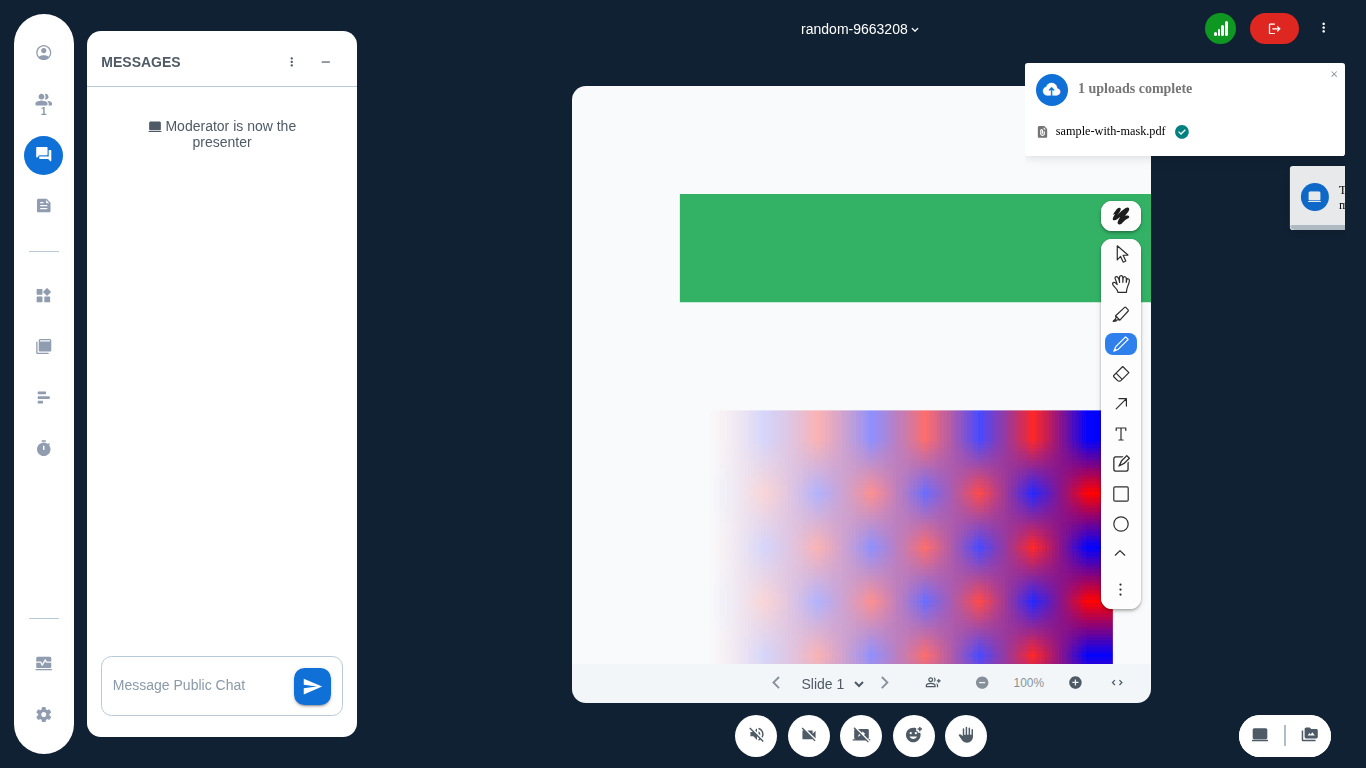 random-9663208
MESSAGES
1
Moderator is now the
presenter
1 uploads complete
sample-with-mask.pdf
Message Public Chat
Slide 1
100%